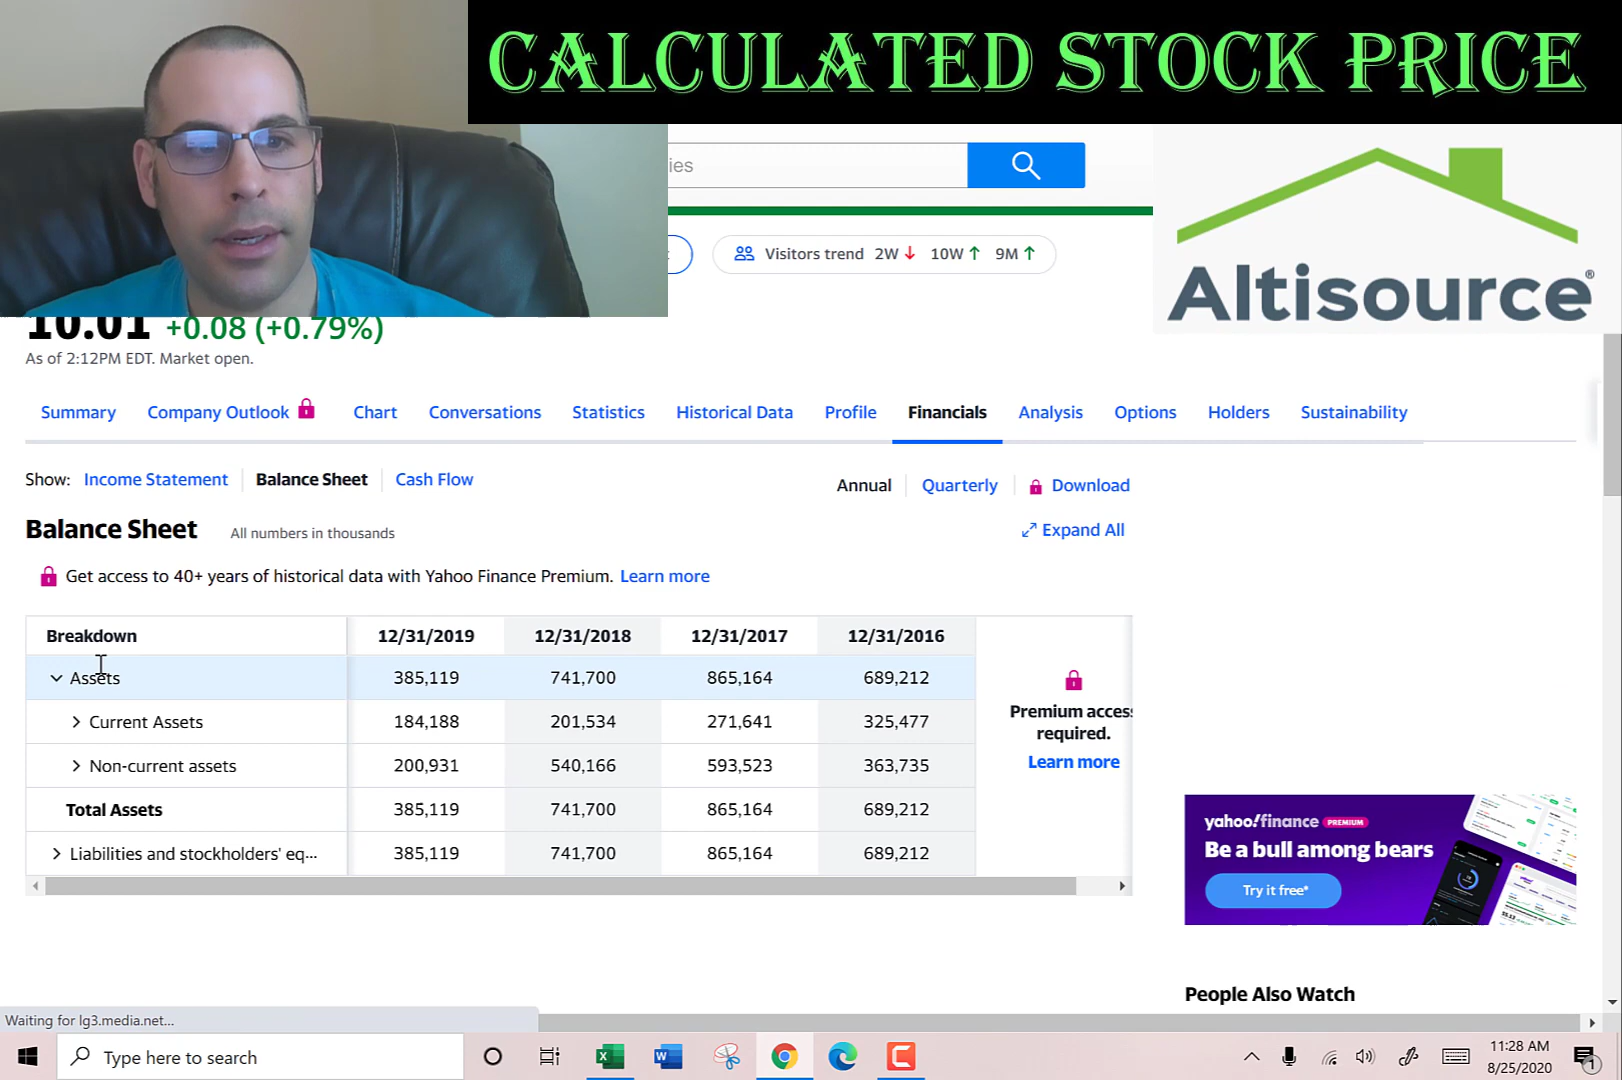 CALCULATED STOCK PRICE
ies
Visitors trend 2W ↓ 10W ↑ 9M ↑
Altisource®
10.01 +0.08 (+0.79%)
As of 2:12PM EDT. Market open.
Summary Company Outlook Chart Conversations Statistics Historical Data Profile Financials Analysis Options Holders Sustainability
Show: Income Statement Balance Sheet Cash Flow
Annual Quarterly Download
Balance Sheet All numbers in thousands
Expand All
Get access to 40+ years of historical data with Yahoo Finance Premium. Learn more
Breakdown 12/31/2019 12/31/2018 12/31/2017 12/31/2016
Assets 385,119 741,700 865,164 689,212
Current Assets 184,188 201,534 271,641 325,477
Non-current assets 200,931 540,166 593,523 363,735
Total Assets 385,119 741,700 865,164 689,212
Liabilities and stockholders' eq... 385,119 741,700 865,164 689,212
Premium access
required.
Learn more
yahoo!finance PREMIUM
Be a bull among bears
Try it free*
People Also Watch
Waiting for lg3.media.net...
Type here to search
11:28 AM
8/25/2020
1